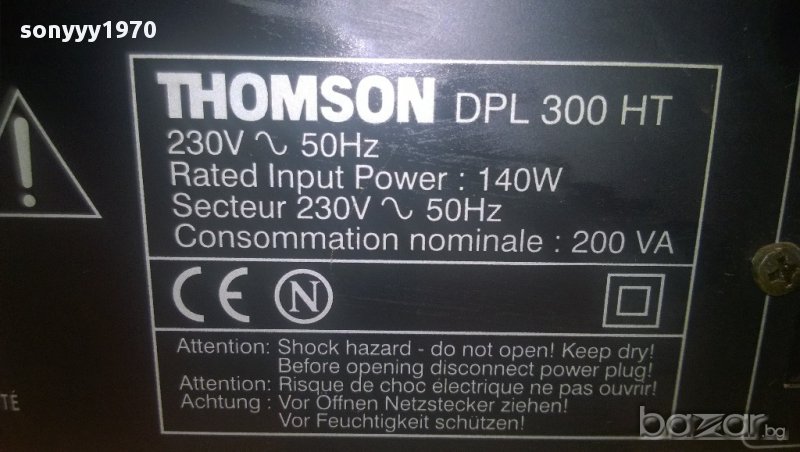 sonyyy1970
THOMSON DPL 300 HT
230V ∿ 50Hz
Rated Input Power : 140W
Secteur 230V ∿ 50Hz
Consommation nominale : 200 VA
CE N
Attention: Shock hazard - do not open! Keep dry!
Before opening disconnect power plug!
Attention: Risque de choc électrique ne pas ouvrir!
Achtung : Vor Öffnen Netzstecker ziehen!
Vor Feuchtigkeit schützen!
TÉ
bazar.bg